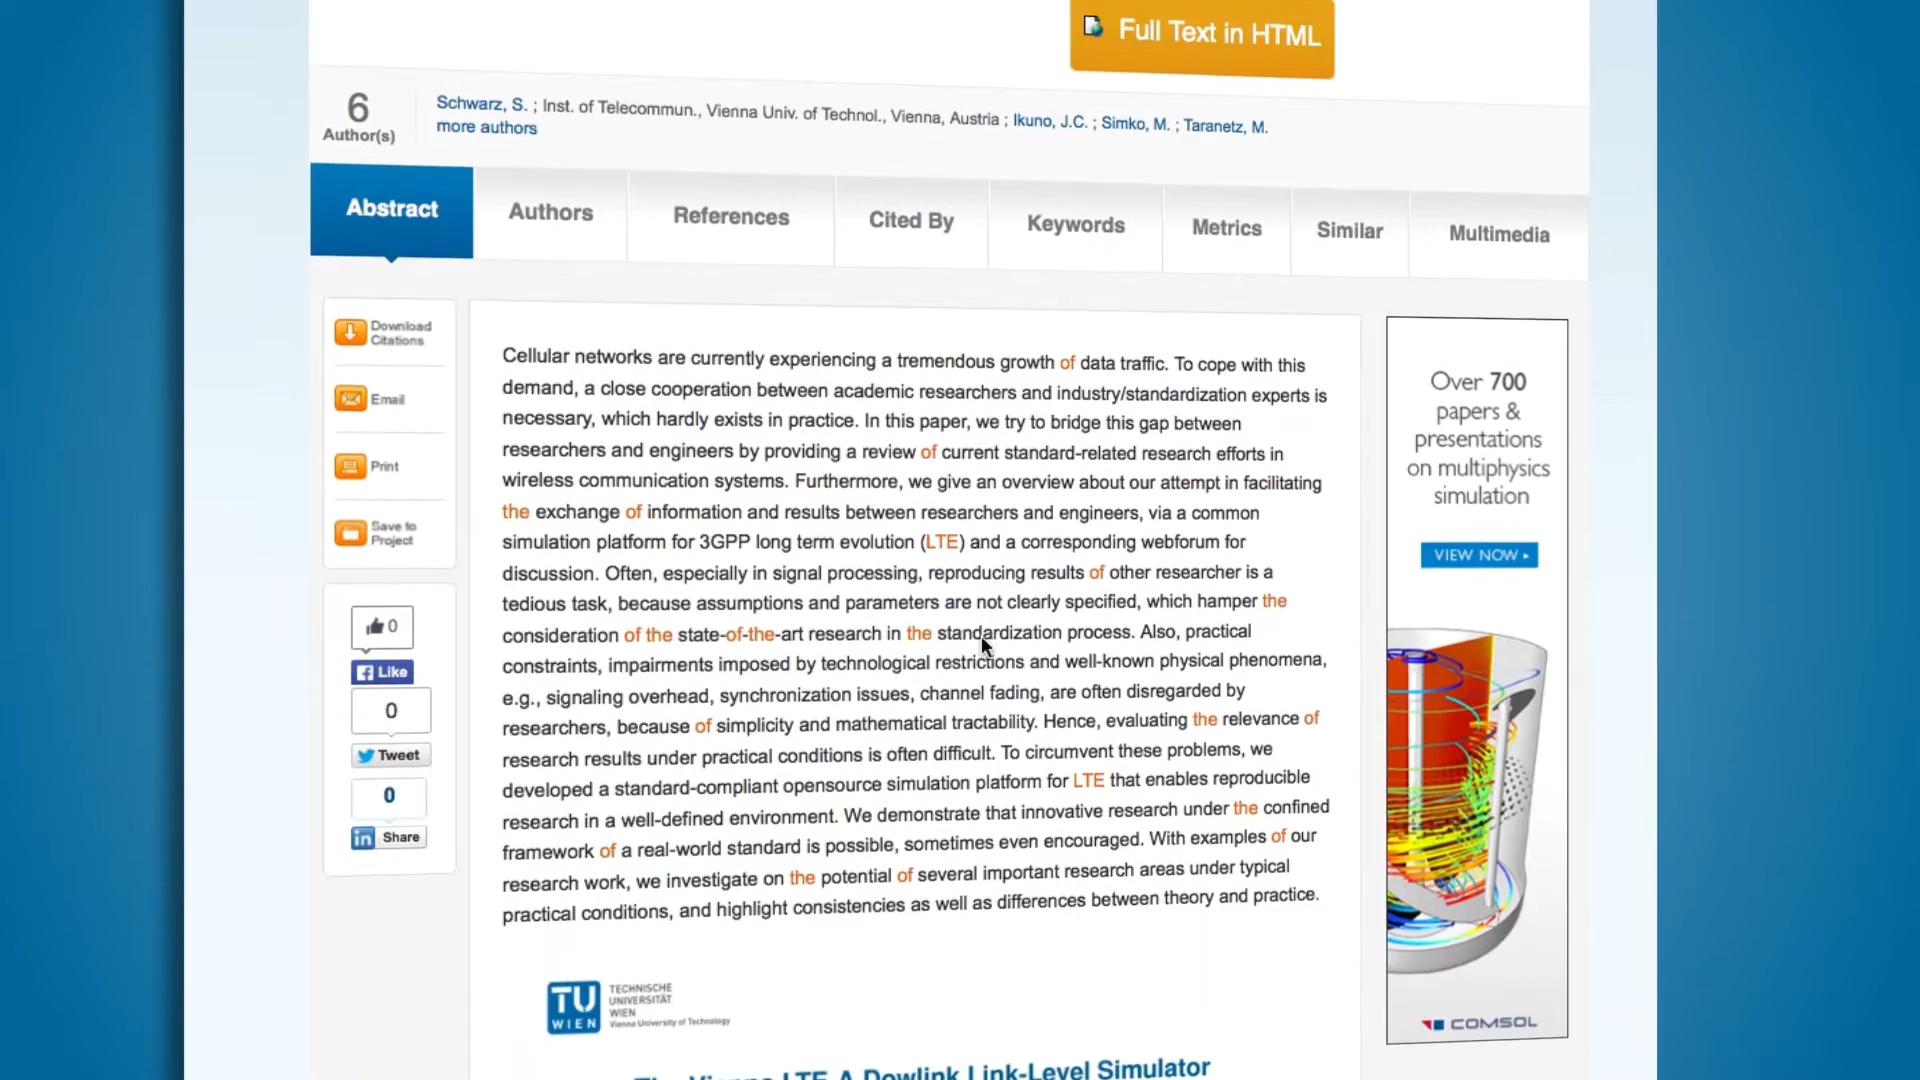 Full Text in HTML
6
Author(s)
Schwarz, S. ; Inst. of Telecommun., Vienna Univ. of Technol., Vienna, Austria ; Ikuno, J.C. ; Simko, M. ; Taranetz, M.
more authors
Abstract
Authors
References
Cited By
Keywords
Metrics
Similar
Multimedia
Download
Citations
Email
Print
Save to
Project
0
Like
0
Tweet
0
in Share
Cellular networks are currently experiencing a tremendous growth of data traffic. To cope with this
demand, a close cooperation between academic researchers and industry/standardization experts is
necessary, which hardly exists in practice. In this paper, we try to bridge this gap between
researchers and engineers by providing a review of current standard-related research efforts in
wireless communication systems. Furthermore, we give an overview about our attempt in facilitating
the exchange of information and results between researchers and engineers, via a common
simulation platform for 3GPP long term evolution (LTE) and a corresponding webforum for
discussion. Often, especially in signal processing, reproducing results of other researcher is a
tedious task, because assumptions and parameters are not clearly specified, which hamper the
consideration of the state-of-the-art research in the standardization process. Also, practical
constraints, impairments imposed by technological restrictions and well-known physical phenomena,
e.g., signaling overhead, synchronization issues, channel fading, are often disregarded by
researchers, because of simplicity and mathematical tractability. Hence, evaluating the relevance of
research results under practical conditions is often difficult. To circumvent these problems, we
developed a standard-compliant opensource simulation platform for LTE that enables reproducible
research in a well-defined environment. We demonstrate that innovative research under the confined
framework of a real-world standard is possible, sometimes even encouraged. With examples of our
research work, we investigate on the potential of several important research areas under typical
practical conditions, and highlight consistencies as well as differences between theory and practice.
TU
WIEN
TECHNISCHE
UNIVERSITÄT
WIEN
Vienna University of Technology
The Vienna LTE-A Dowlink Link-Level Simulator
Over 700
papers &
presentations
on multiphysics
simulation
VIEW NOW
COMSOL